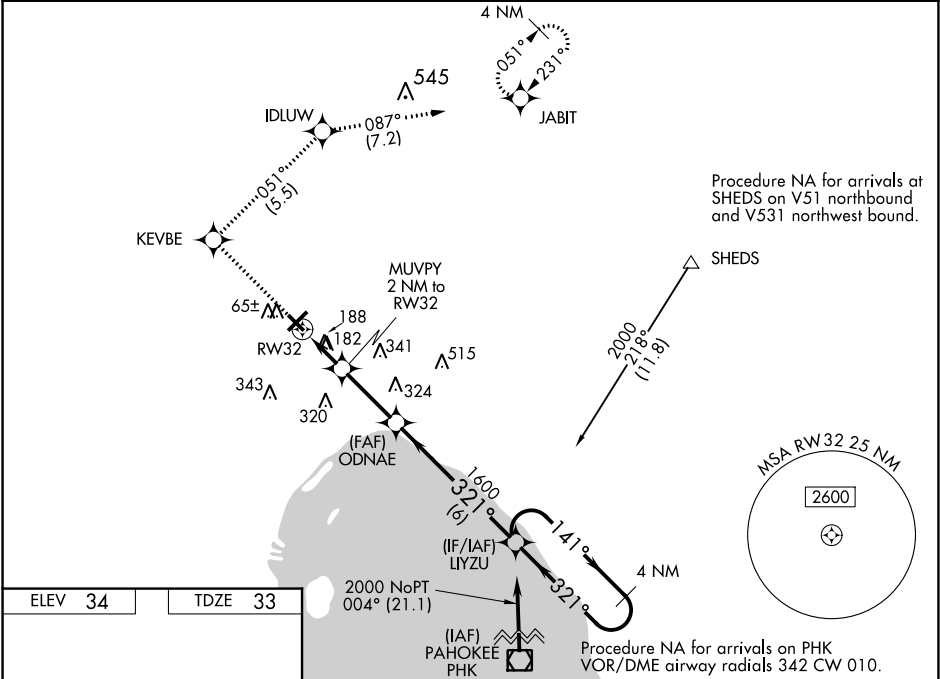 4 NM
051°
231°
545
JABIT
IDLUW
087°
(7.2)
051°
(5.5)
Procedure NA for arrivals at
SHEDS on V51 northbound
and V531 northwest bound.
KEVBE
SHEDS
MUVPY
2 NM to
RW32
65±
188
182
RW32
341
515
2000
218°
(11.8)
343
324
320
(FAF)
ODNAE
MSA RW32 25 NM
2600
1600
321°
(6)
141°
(IF/IAF)
LIYZU
4 NM
321°
2000 NoPT
004° (21.1)
ELEV 34
TDZE 33
(IAF)
PAHOKEE
PHK
Procedure NA for arrivals on PHK
VOR/DME airway radials 342 CW 010.